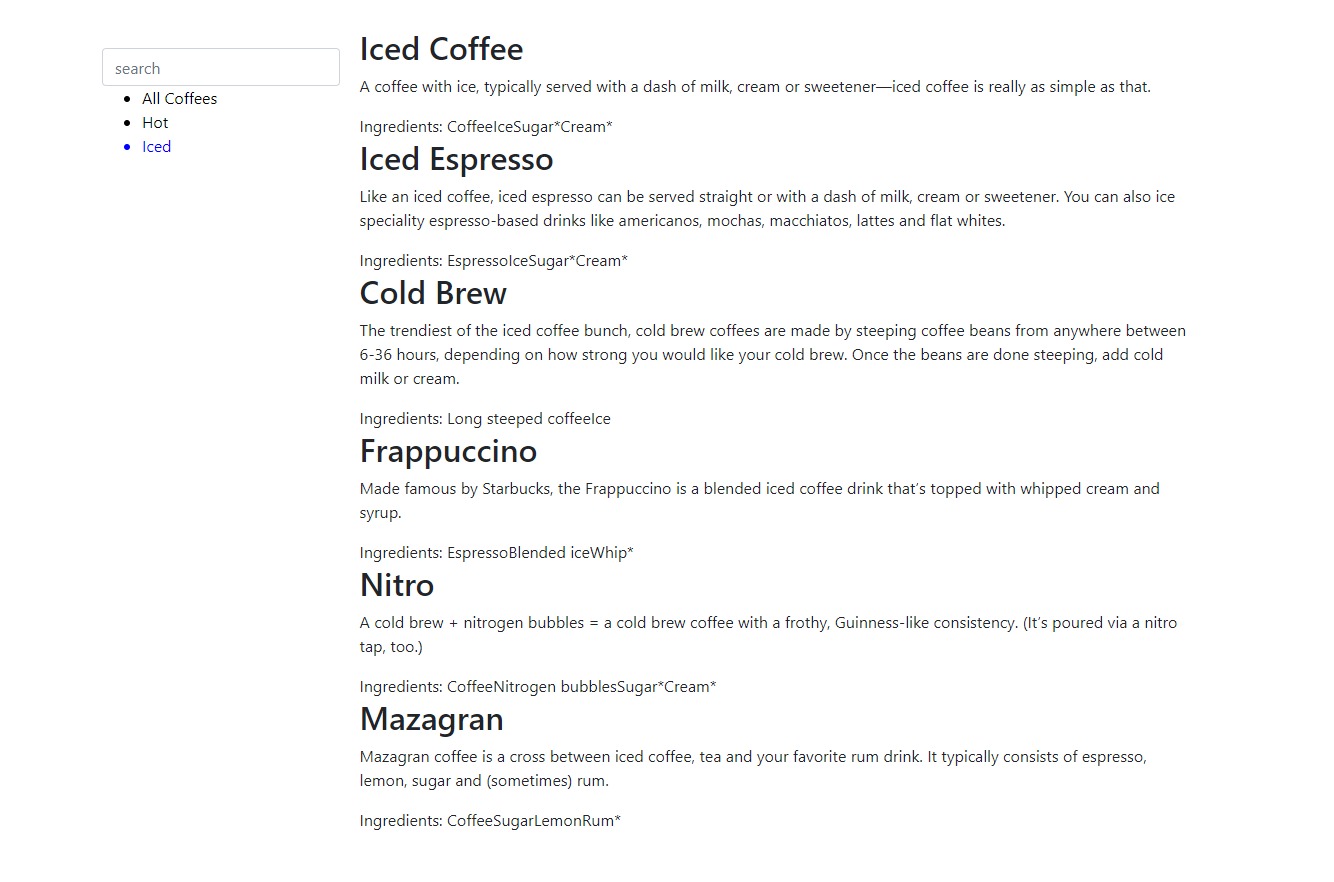 search
All Coffees
Hot
Iced
Iced Coffee
A coffee with ice, typically served with a dash of milk, cream or sweetener—iced coffee is really as simple as that.
Ingredients: CoffeeIceSugar*Cream*
Iced Espresso
Like an iced coffee, iced espresso can be served straight or with a dash of milk, cream or sweetener. You can also ice
speciality espresso-based drinks like americanos, mochas, macchiatos, lattes and flat whites.
Ingredients: EspressoIceSugar*Cream*
Cold Brew
The trendiest of the iced coffee bunch, cold brew coffees are made by steeping coffee beans from anywhere between
6-36 hours, depending on how strong you would like your cold brew. Once the beans are done steeping, add cold
milk or cream.
Ingredients: Long steeped coffeeIce
Frappuccino
Made famous by Starbucks, the Frappuccino is a blended iced coffee drink that’s topped with whipped cream and
syrup.
Ingredients: EspressoBlended iceWhip*
Nitro
A cold brew + nitrogen bubbles = a cold brew coffee with a frothy, Guinness-like consistency. (It’s poured via a nitro
tap, too.)
Ingredients: CoffeeNitrogen bubblesSugar*Cream*
Mazagran
Mazagran coffee is a cross between iced coffee, tea and your favorite rum drink. It typically consists of espresso,
lemon, sugar and (sometimes) rum.
Ingredients: CoffeeSugarLemonRum*